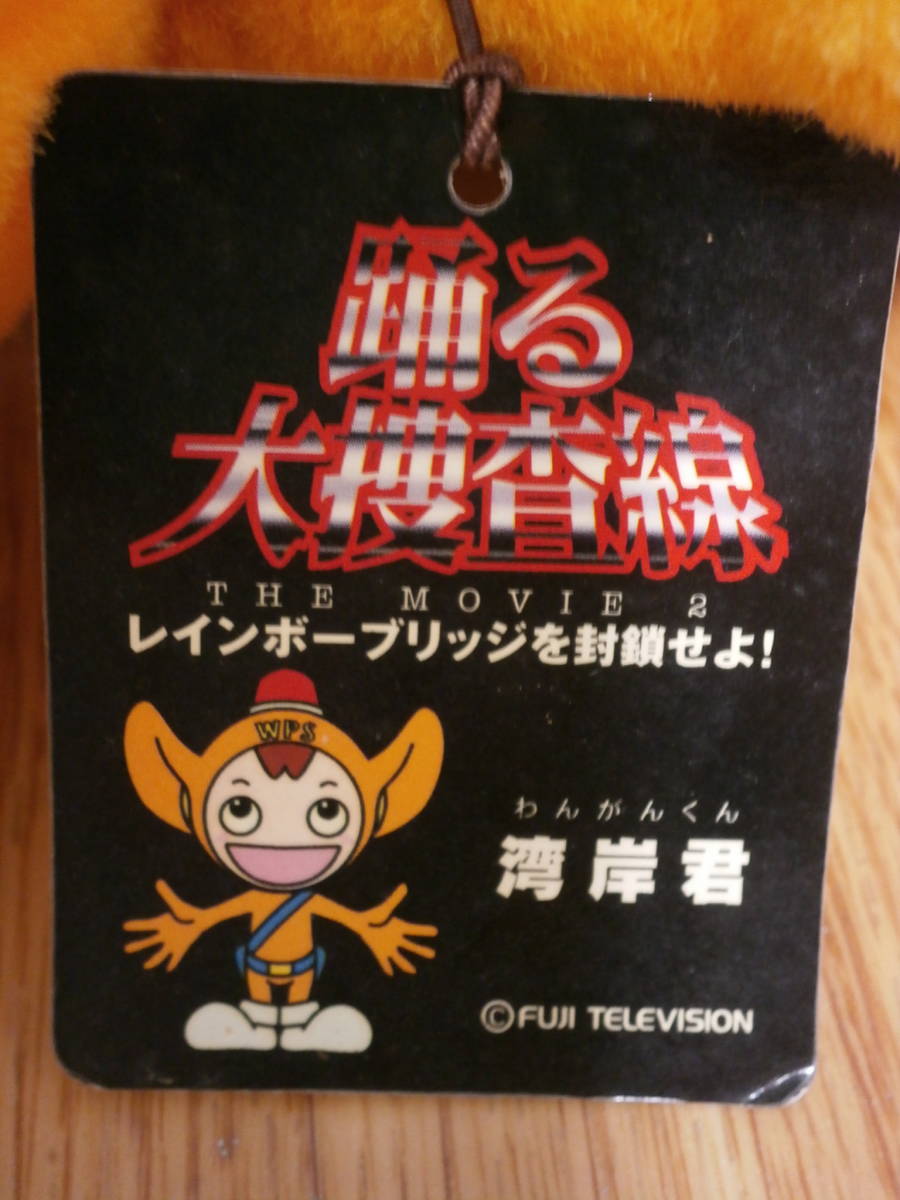 踊る
大捜査線
THE MOVIE 2
レインボーブリッジを封鎖せよ!
WPS
わんがんくん
湾岸君
©FUJI TELEVISION